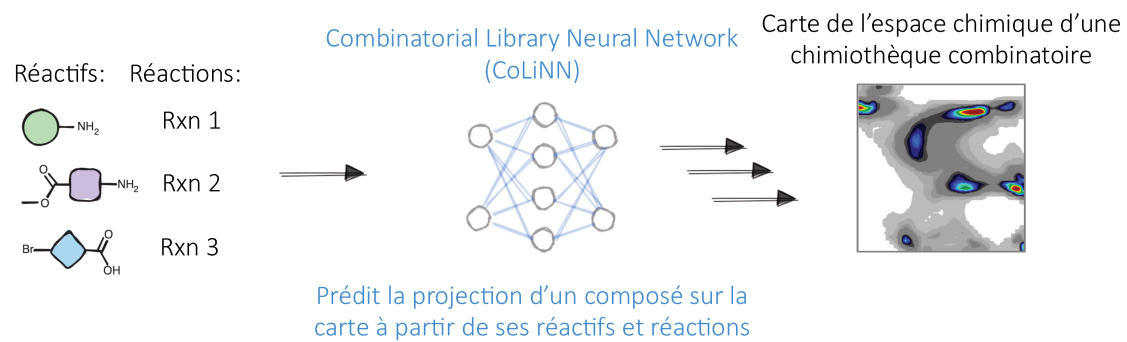 Réactifs:
Réactions:
Combinatorial Library Neural Network
(CoLiNN)
Carte de l’espace chimique d’une
chimiothèque combinatoire
NH₂
Rxn 1
O
O
NH₂
Rxn 2
Br
O
OH
Rxn 3
Prédit la projection d’un composé sur la
carte à partir de ses réactifs et réactions